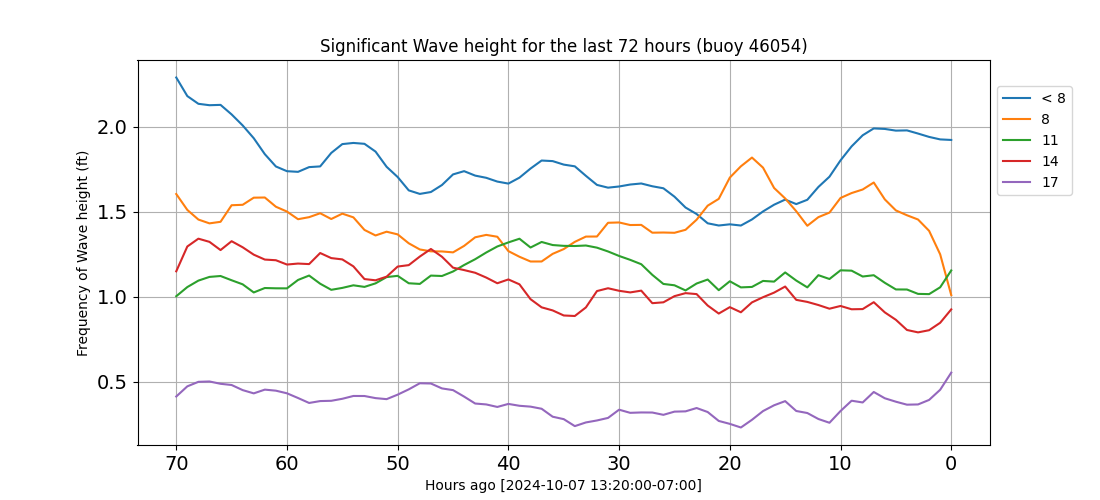 Significant Wave height for the last 72 hours (buoy 46054)
Frequency of Wave height (ft)
2.0
1.5
1.0
0.5
70 60 50 40 30 20 10 0
Hours ago [2024-10-07 13:20:00-07:00]
< 8
8
11
14
17